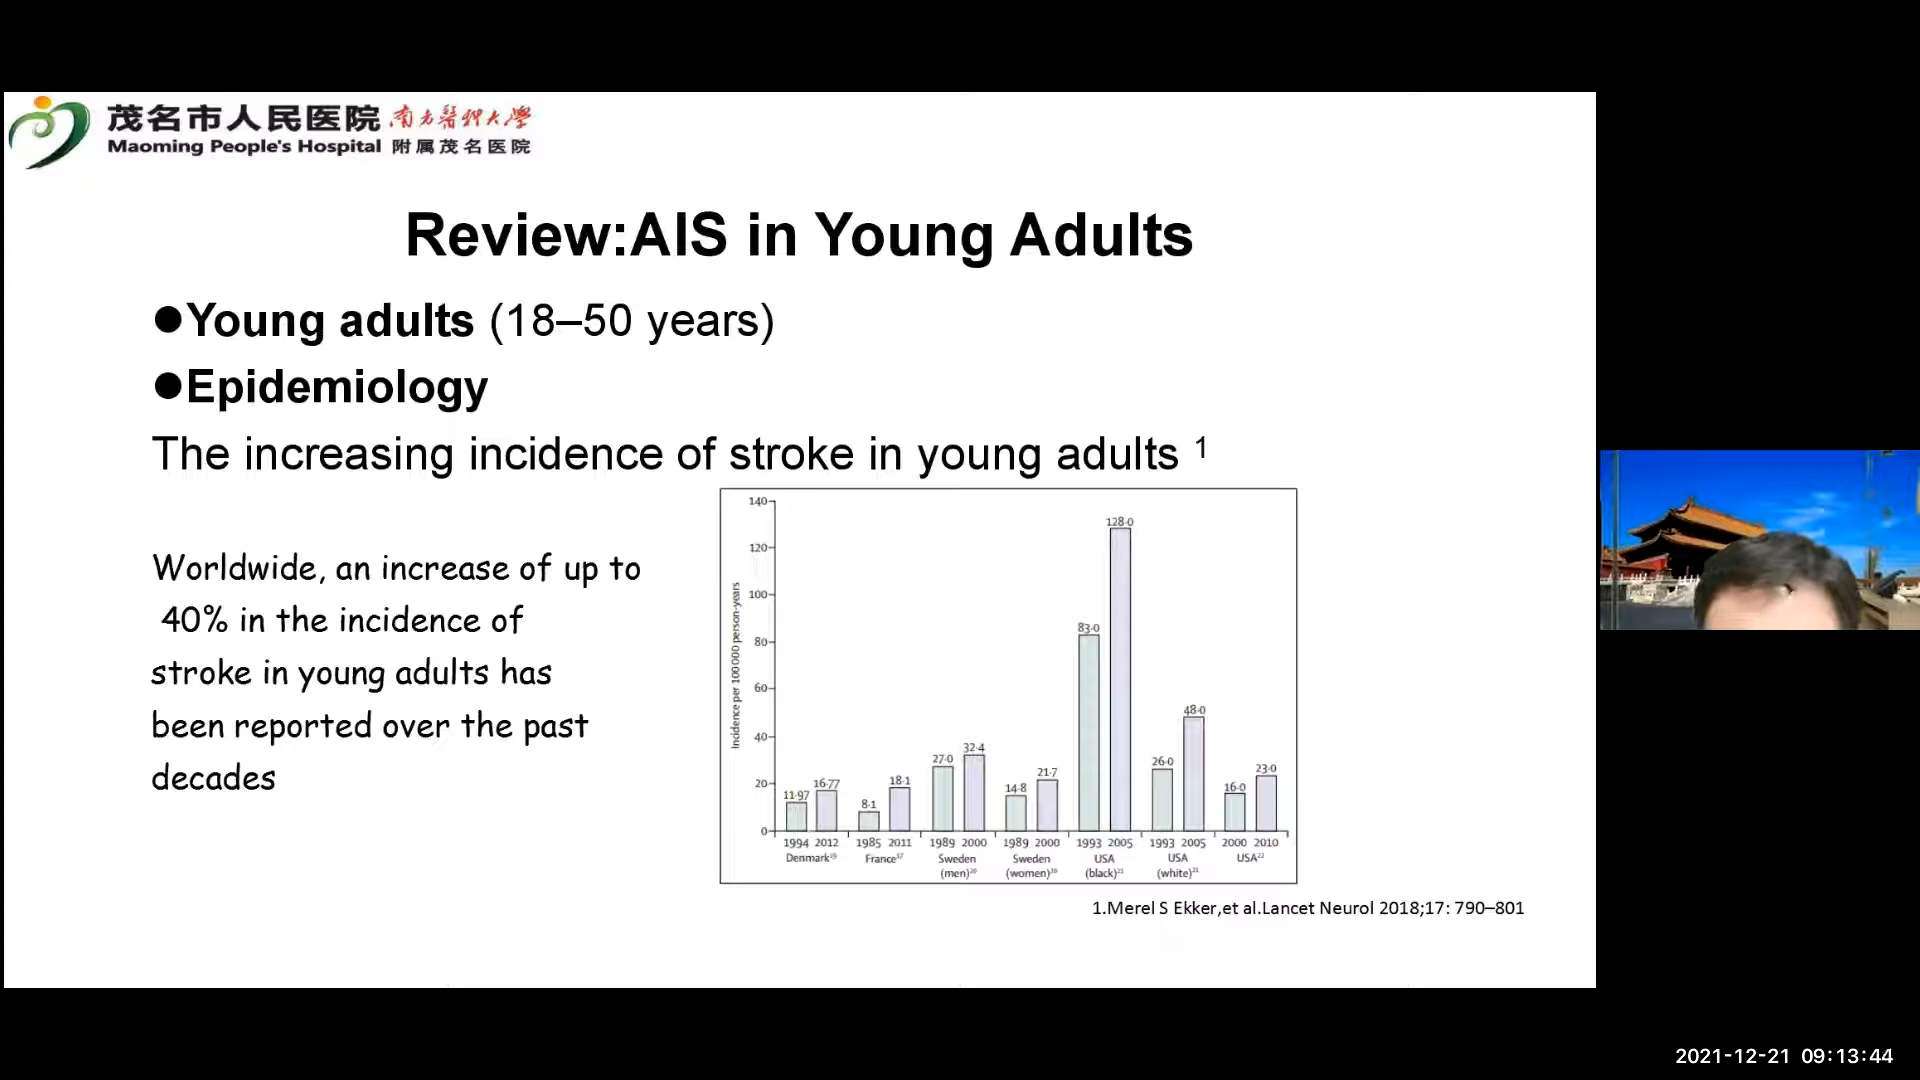 茂名市人民医院 南方医科大學
Maoming People's Hospital 附属茂名医院
Review:AIS in Young Adults
●Young adults (18–50 years)
●Epidemiology
The increasing incidence of stroke in young adults 1
Worldwide, an increase of up to
40% in the incidence of
stroke in young adults has
been reported over the past
decades
Incidence per 100 000 person-years
140
120
100
80
60
40
20
0
11·97 16·77 8·1 18·1 27·0 32·4 14·8 21·7 83·0 128·0 26·0 48·0 16·0 23·0
1994 2012 1985 2011 1989 2000 1989 2000 1993 2005 1993 2005 2000 2010
Denmark19 France17 Sweden Sweden USA USA USA22
(men)20 (women)20 (black)21 (white)21
1.Merel S Ekker,et al.Lancet Neurol 2018;17: 790–801
2021-12-21 09:13:44